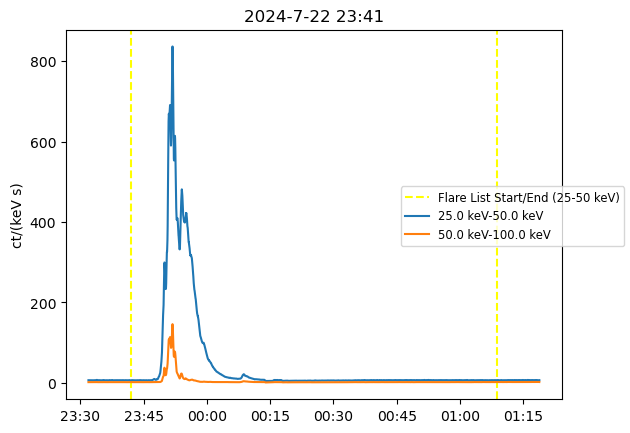 2024-7-22 23:41
800
600
400
200
0
ct/(keV s)
Flare List Start/End (25-50 keV)
25.0 keV-50.0 keV
50.0 keV-100.0 keV
23:30 23:45 00:00 00:15 00:30 00:45 01:00 01:15